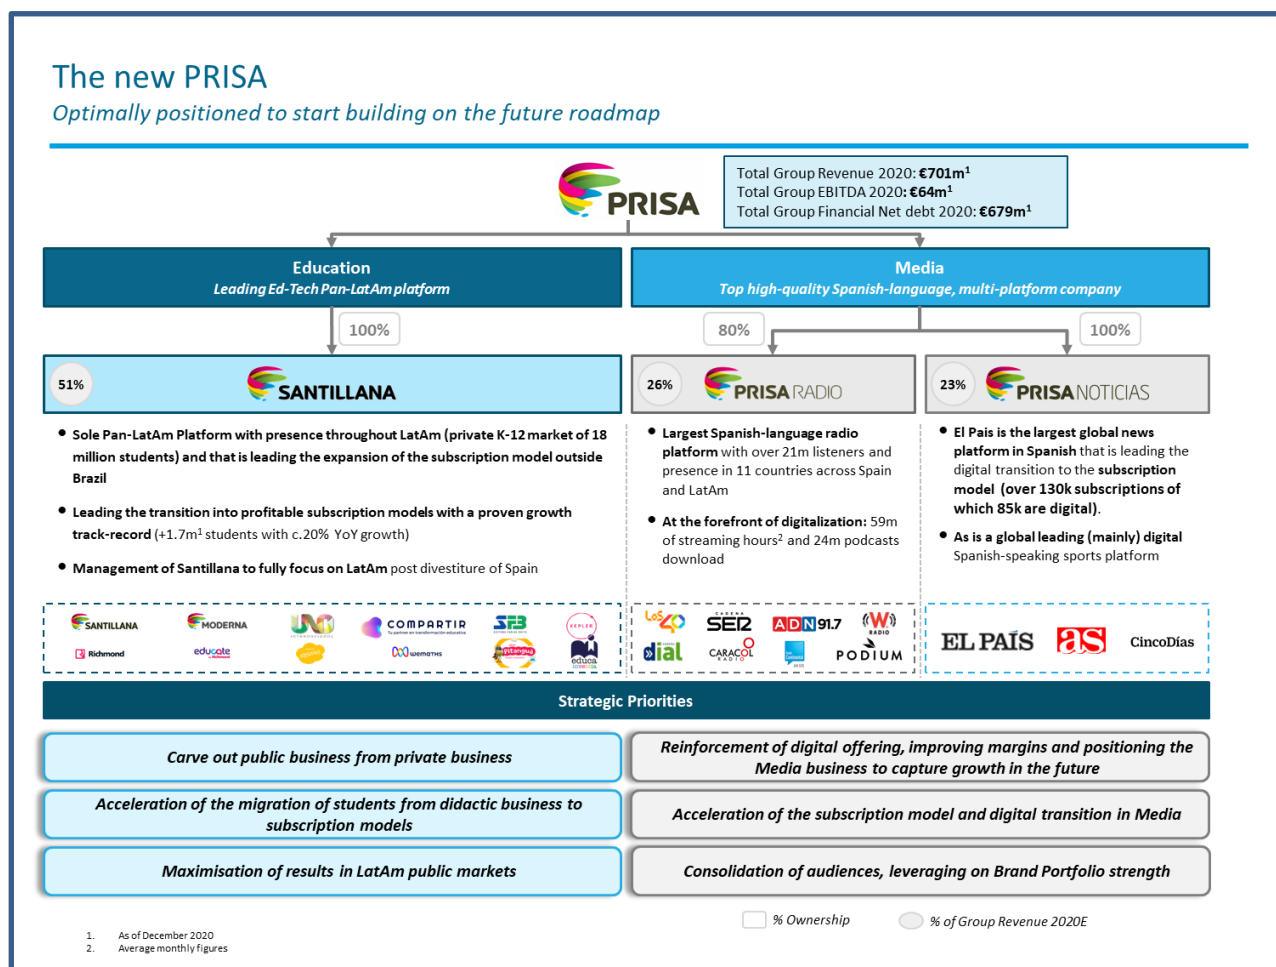 The new PRISA
Optimally positioned to start building on the future roadmap
PRISA
Total Group Revenue 2020: €701m1
Total Group EBITDA 2020: €64m1
Total Group Financial Net debt 2020: €679m1
Education
Leading Ed-Tech Pan-LatAm platform
Media
Top high-quality Spanish-language, multi-platform company
100%
80%
100%
51%
SANTILLANA
26%
PRISA RADIO
23%
PRISA NOTICIAS
• Sole Pan-LatAm Platform with presence throughout LatAm (private K-12 market of 18
million students) and that is leading the expansion of the subscription model outside
Brazil
• Leading the transition into profitable subscription models with a proven growth
track-record (+1.7m1 students with c.20% YoY growth)
• Management of Santillana to fully focus on LatAm post divestiture of Spain
• Largest Spanish-language radio
platform with over 21m listeners and
presence in 11 countries across Spain
and LatAm
• At the forefront of digitalization: 59m
of streaming hours2 and 24m podcasts
download
• El Pais is the largest global news
platform in Spanish that is leading the
digital transition to the subscription
model (over 130k subscriptions of
which 85k are digital).
• As is a global leading (mainly) digital
Spanish-speaking sports platform
SANTILLANA
MODERNA
UNO
COMPARTIR
SFB
KEPLER
Richmond
educate
WEMATHS
Pitanguá
educa
LOS 40
CADENA
SER
ADN 91.7
W
RADIO
dial
CARACOL
RADIO
PODIUM
EL PAÍS
as
CincoDías
Strategic Priorities
Carve out public business from private business
Acceleration of the migration of students from didactic business to
subscription models
Maximisation of results in LatAm public markets
Reinforcement of digital offering, improving margins and positioning the
Media business to capture growth in the future
Acceleration of the subscription model and digital transition in Media
Consolidation of audiences, leveraging on Brand Portfolio strength
% Ownership
% of Group Revenue 2020E
1. As of December 2020
2. Average monthly figures